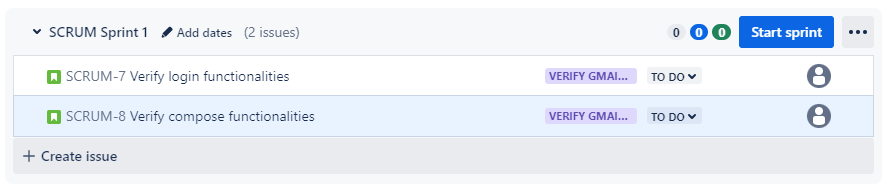 SCRUM Sprint 1 Add dates (2 issues) 0 0 0 Start sprint
SCRUM-7 Verify login functionalities VERIFY GMAI... TO DO
SCRUM-8 Verify compose functionalities VERIFY GMAI... TO DO
+ Create issue